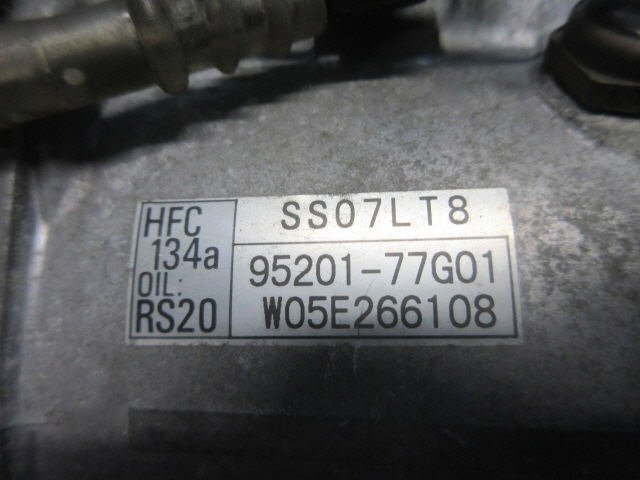 HFC
134a
OIL:
RS20
SS07LT8
95201-77G01
W05E266108